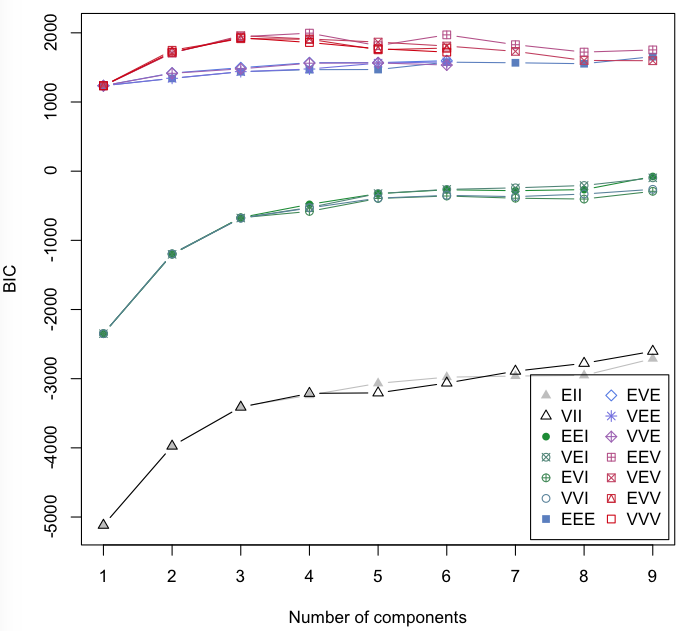 2000
1000
0
-1000
-2000
-3000
-4000
-5000
BIC
1 2 3 4 5 6 7 8 9
Number of components
EII EVE
VII VEE
EEI VVE
VEI EEV
EVI VEV
VVI EVV
EEE VVV